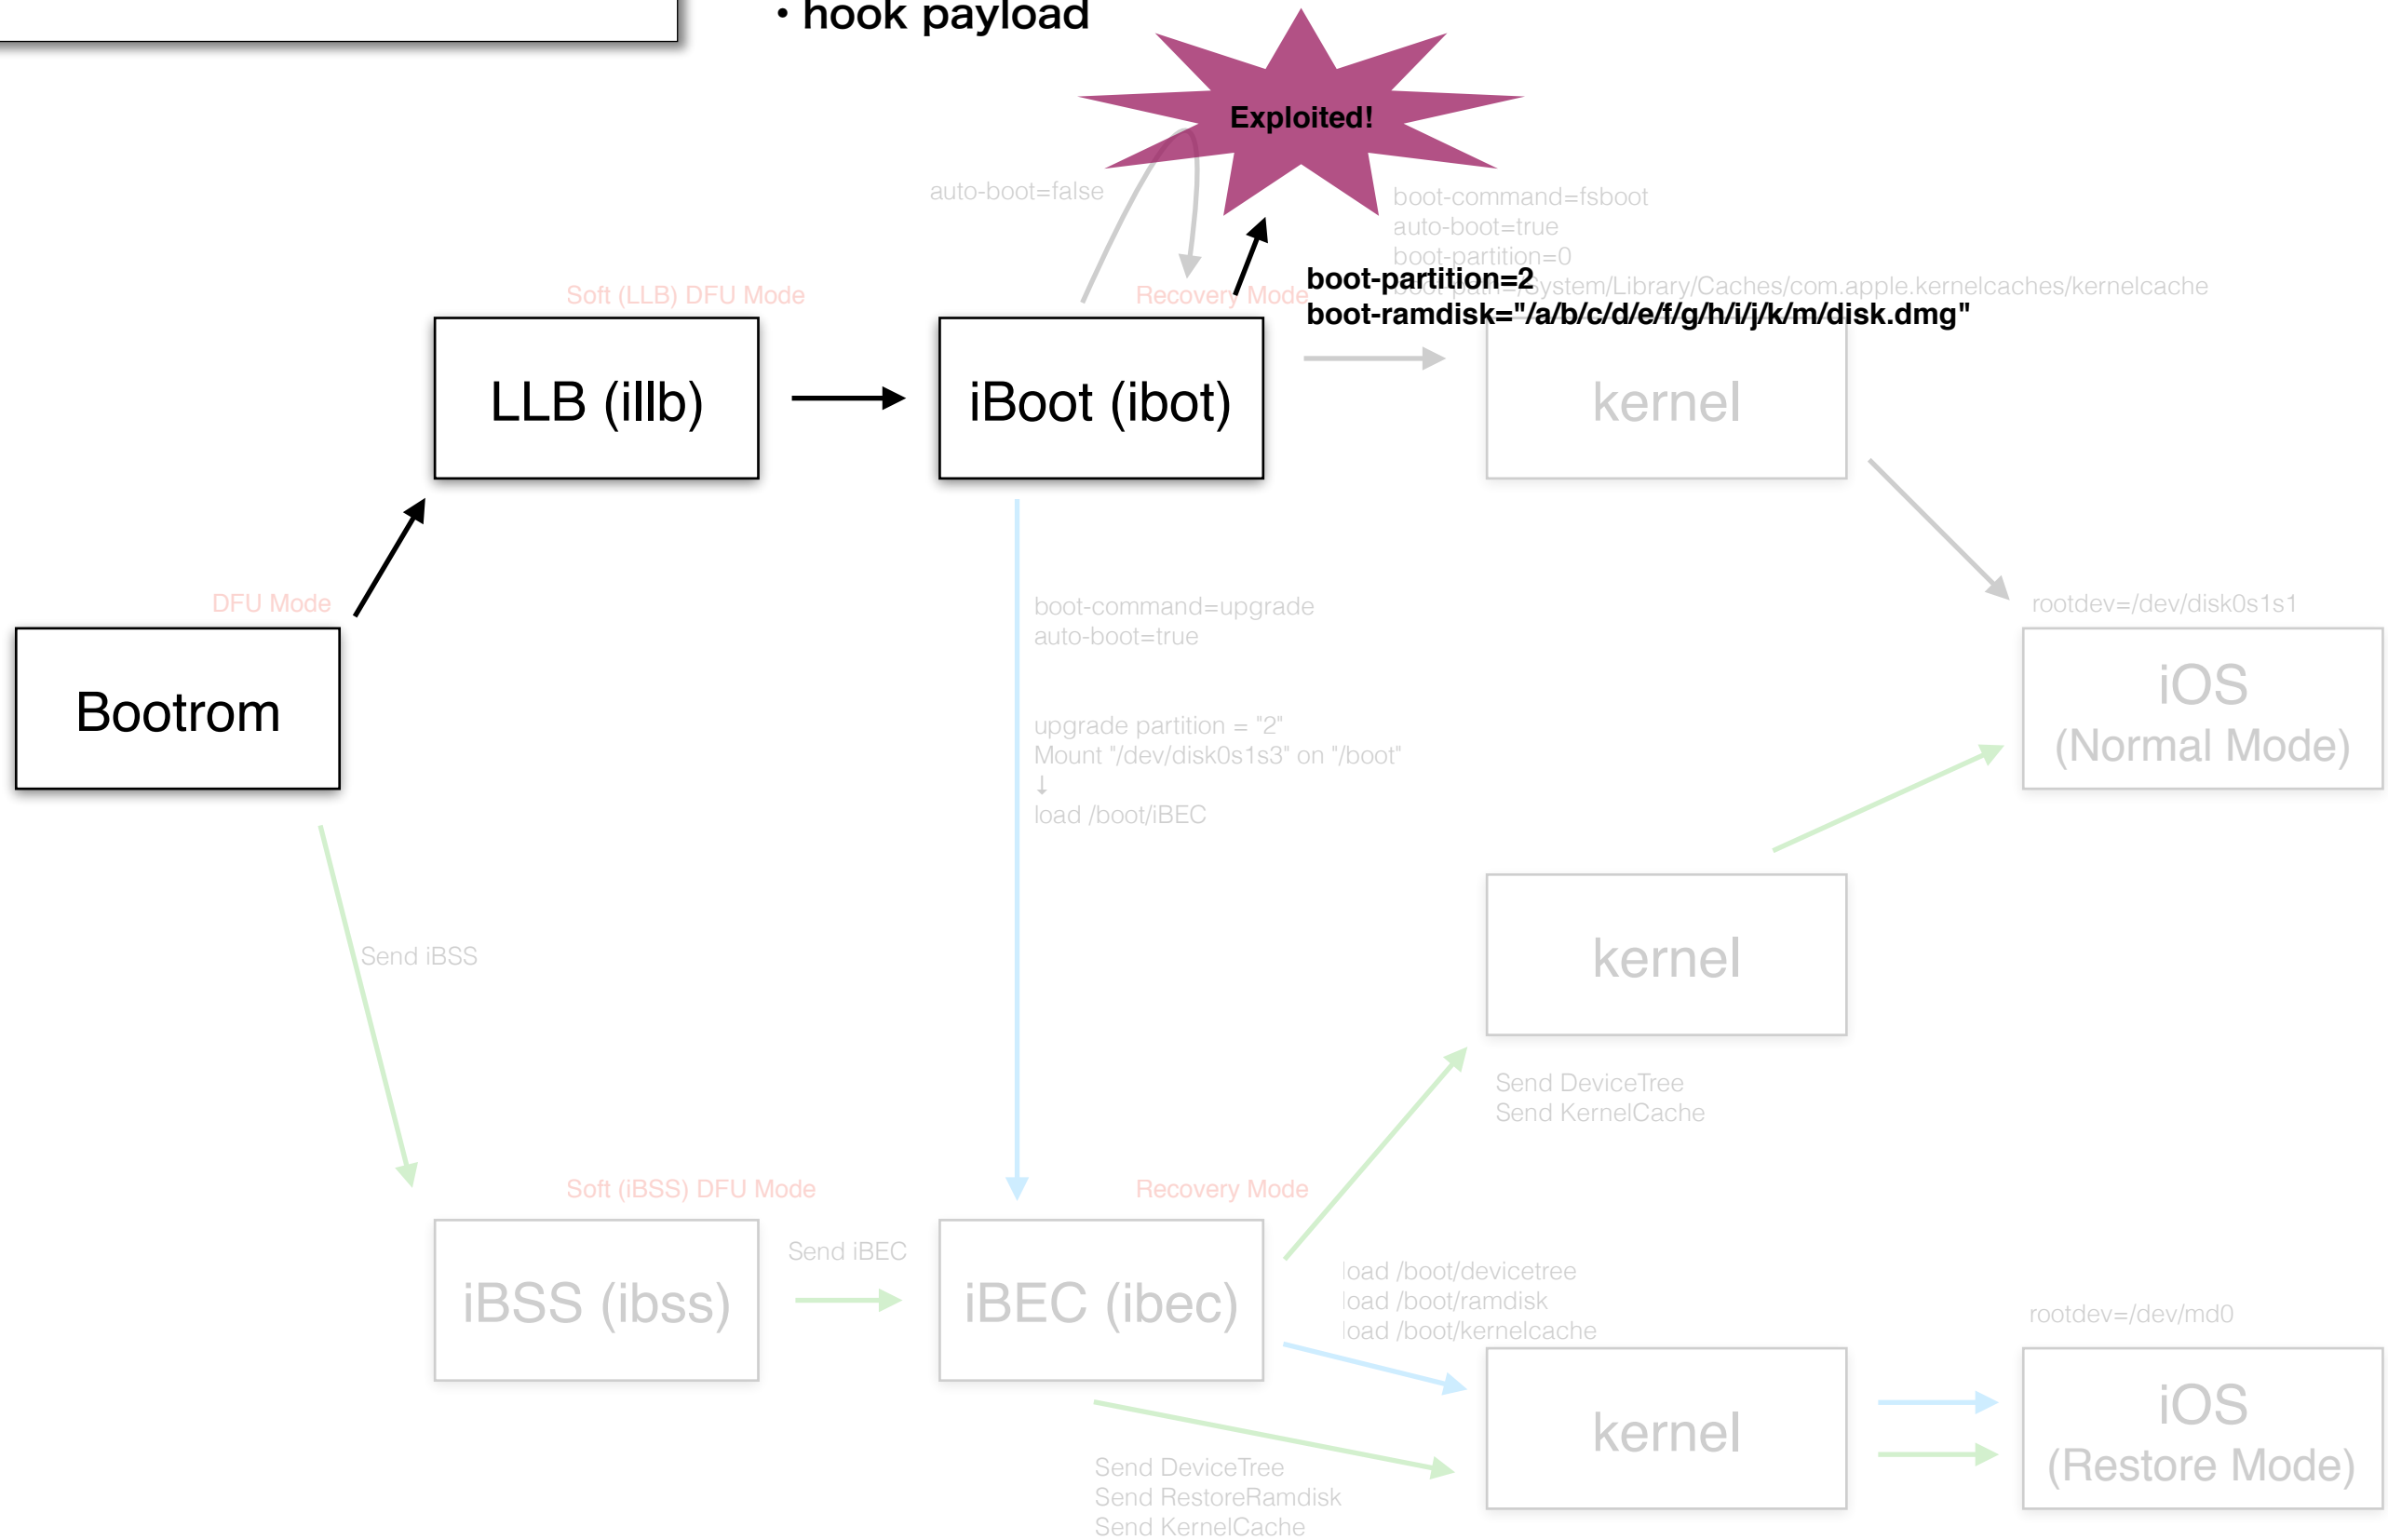 • hook payload
Exploited!
auto-boot=false
boot-command=fsboot
auto-boot=true
boot-partition=0
boot-path=/System/Library/Caches/com.apple.kernelcaches/kernelcache
boot-partition=2
boot-ramdisk="/a/b/c/d/e/f/g/h/i/j/k/m/disk.dmg"
Soft (LLB) DFU Mode
Recovery Mode
LLB (illb)
iBoot (ibot)
kernel
DFU Mode
Bootrom
boot-command=upgrade
auto-boot=true
upgrade partition = "2"
Mount "/dev/disk0s1s3" on "/boot"
↓
load /boot/iBEC
rootdev=/dev/disk0s1s1
iOS
(Normal Mode)
Send iBSS
kernel
Send DeviceTree
Send KernelCache
Soft (iBSS) DFU Mode
Recovery Mode
iBSS (ibss)
Send iBEC
iBEC (ibec)
load /boot/devicetree
load /boot/ramdisk
load /boot/kernelcache
rootdev=/dev/md0
kernel
iOS
(Restore Mode)
Send DeviceTree
Send RestoreRamdisk
Send KernelCache